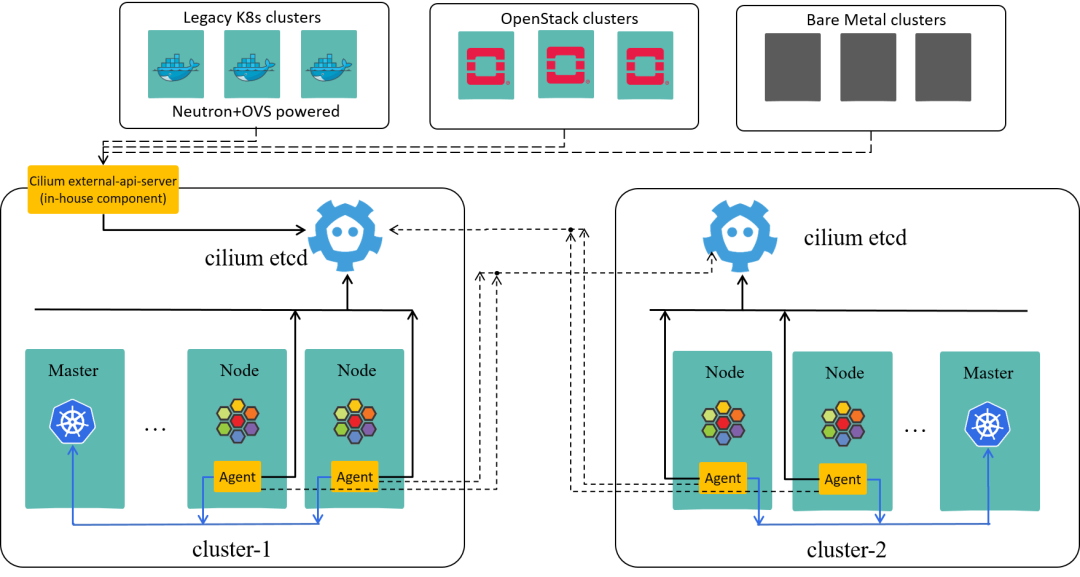 Legacy K8s clusters
Neutron+OVS powered
OpenStack clusters
Bare Metal clusters
Cilium external-api-server
(in-house component)
cilium etcd
Master
...
Node
Agent
Node
Agent
cluster-1
cilium etcd
Node
Agent
Node
Agent
...
Master
cluster-2